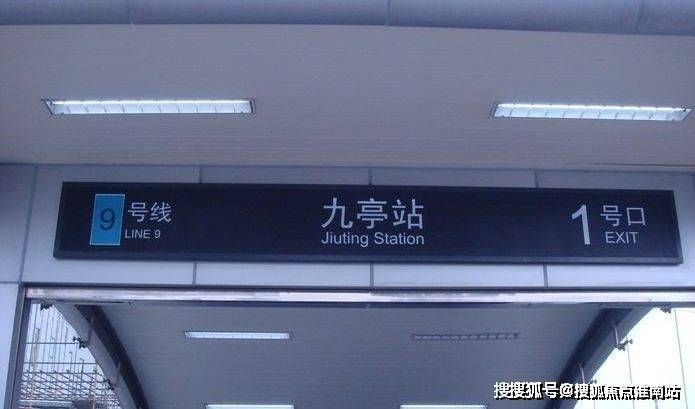 9 号线
LINE 9
九亭站
Jiuting Station
1 号口
EXIT
搜搜狐号@搜狐焦点淮南站